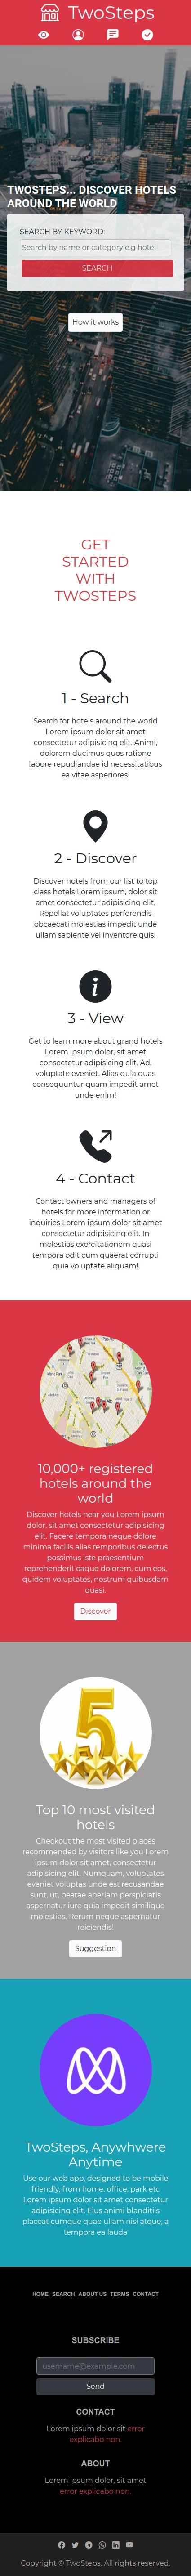 TwoSteps
TWOSTEPS... DISCOVER HOTELS
AROUND THE WORLD
SEARCH BY KEYWORD:
Search by name or category e.g hotel
SEARCH
How it works
GET
STARTED
WITH
TWOSTEPS
1 - Search
Search for hotels around the world
Lorem ipsum dolor sit amet
consectetur adipisicing elit. Animi,
dolorem ducimus quos ratione
labore repudiandae id necessitatibus
ea vitae asperiores!
2 - Discover
Discover hotels from our list to top
class hotels Lorem ipsum, dolor sit
amet consectetur adipisicing elit.
Repellat voluptates perferendis
obcaecati molestias impedit unde
ullam sapiente vel inventore quis.
3 - View
Get to learn more about grand hotels
Lorem ipsum dolor, sit amet
consectetur adipisicing elit. Ad,
voluptate eveniet. Alias quia quas
consequuntur quam impedit amet
unde enim!
4 - Contact
Contact owners and managers of
hotels for more information or
inquiries Lorem ipsum dolor sit amet
consectetur adipisicing elit. In
molestias exercitationem quasi
tempora odit cum quaerat corrupti
quia voluptate aliquam!
10,000+ registered
hotels around the
world
Discover hotels near you Lorem ipsum
dolor, sit amet consectetur adipisicing
elit. Facere tempora neque dolore
minima facilis alias temporibus delectus
possimus iste praesentium
reprehenderit eaque dolorem, cum eos,
quidem voluptates, nostrum quibusdam
quasi.
Discover
5
Top 10 most visited
hotels
Checkout the most visited places
recommended by visitors like you Lorem
ipsum dolor sit amet, consectetur
adipisicing elit. Numquam, voluptates
eveniet voluptas unde est recusandae
sunt, ut, beatae aperiam perspiciatis
aspernatur iure quia impedit similique
molestias. Rerum neque aspernatur
reiciendis!
Suggestion
TwoSteps, Anywhwere
Anytime
Use our web app, designed to be mobile
friendly, from home, office, park etc
Lorem ipsum dolor sit amet consectetur
adipisicing elit. Eius animi blanditiis
placeat cumque quae ullam nisi atque, a
tempora ea lauda
HOME SEARCH ABOUT US TERMS CONTACT
SUBSCRIBE
username@example.com
Send
CONTACT
Lorem ipsum dolor sit error
explicabo non.
ABOUT
Lorem ipsum dolor, sit amet
error explicabo non.
Copyright © TwoSteps. All rights reserved.